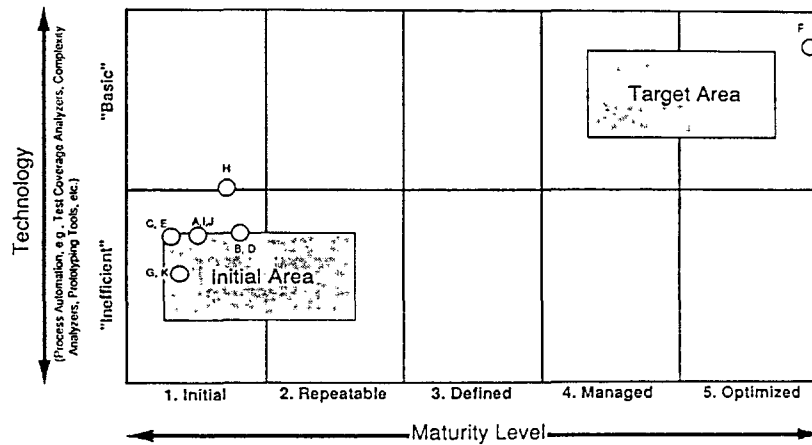 F
"Basic"
Target Area
Technology
(Process Automation, e.g., Test Coverage Analyzers, Complexity
Analyzers, Prototyping Tools, etc.)
H
C, E
A,I,J
B, D
G, K
Initial Area
"Inefficient"
1. Initial
2. Repeatable
3. Defined
4. Managed
5. Optimized
Maturity Level